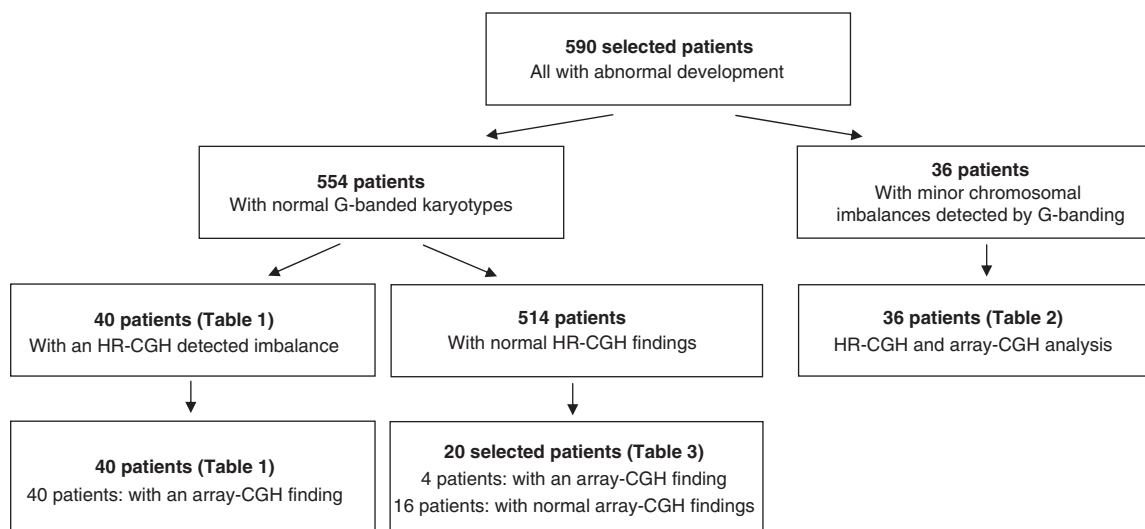 590 selected patients
All with abnormal development
554 patients
With normal G-banded karyotypes
36 patients
With minor chromosomal
imbalances detected by G-banding
40 patients (Table 1)
With an HR-CGH detected imbalance
514 patients
With normal HR-CGH findings
36 patients (Table 2)
HR-CGH and array-CGH analysis
40 patients (Table 1)
40 patients: with an array-CGH finding
20 selected patients (Table 3)
4 patients: with an array-CGH finding
16 patients: with normal array-CGH findings